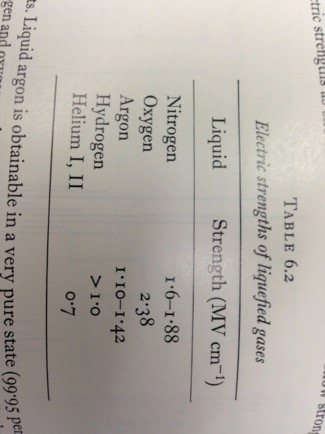 TABLE 6.2
Electric strengths of liquefied gases
Liquid Strength (MV cm⁻¹)
Nitrogen 1·6–1·88
Oxygen 2·38
Argon 1·10–1·42
Hydrogen >1·0
Helium I, II 0·7
ts. Liquid argon is obtainable in a very pure state (99·95 per